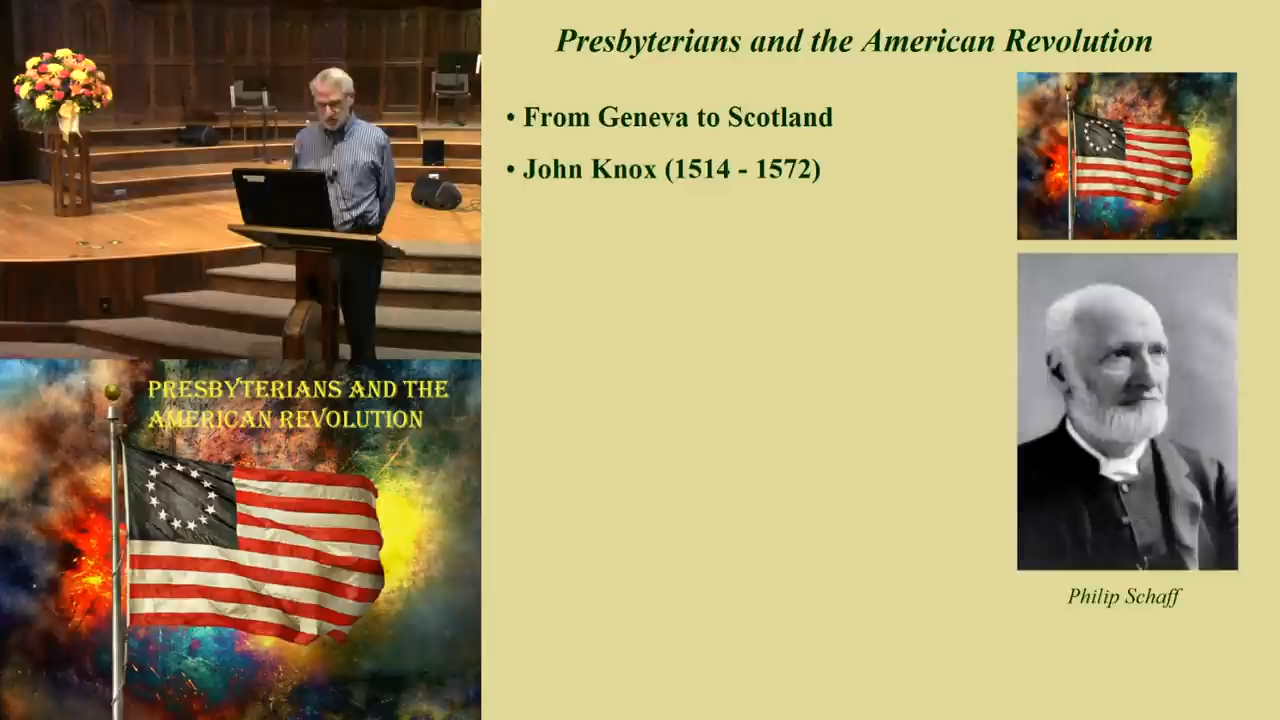 PRESBYTERIANS AND THE
AMERICAN REVOLUTION
Presbyterians and the American Revolution
• From Geneva to Scotland
• John Knox (1514 - 1572)
Philip Schaff